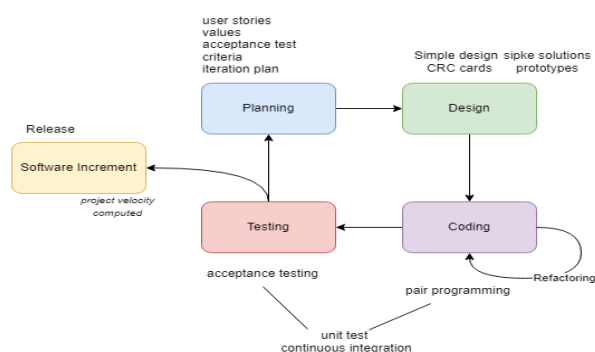 user stories
values
acceptance test
criteria
iteration plan
Simple design sipke solutions
CRC cards prototypes
Planning
Design
Release
Software Increment
project velocity
computed
Testing
Coding
acceptance testing
Refactoring
pair programming
unit test
continuous integration